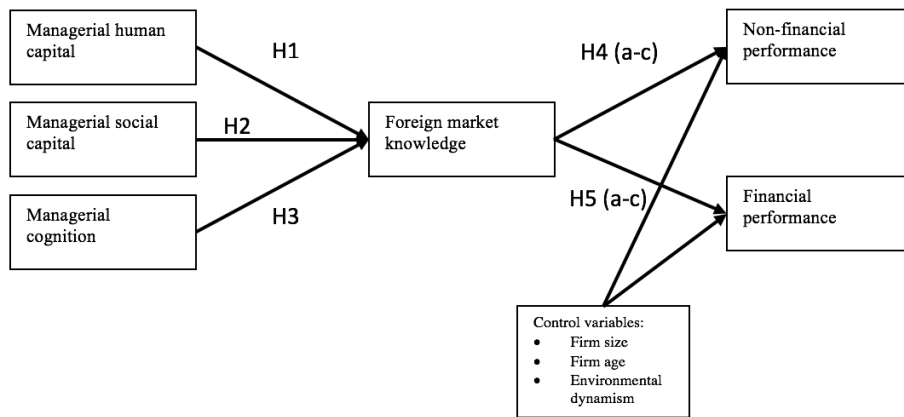 Managerial human
capital
H1
Managerial social
capital
H2
Managerial
cognition
H3
Foreign market
knowledge
H4 (a-c)
Non-financial
performance
H5 (a-c)
Financial
performance
Control variables:
• Firm size
• Firm age
• Environmental
dynamism